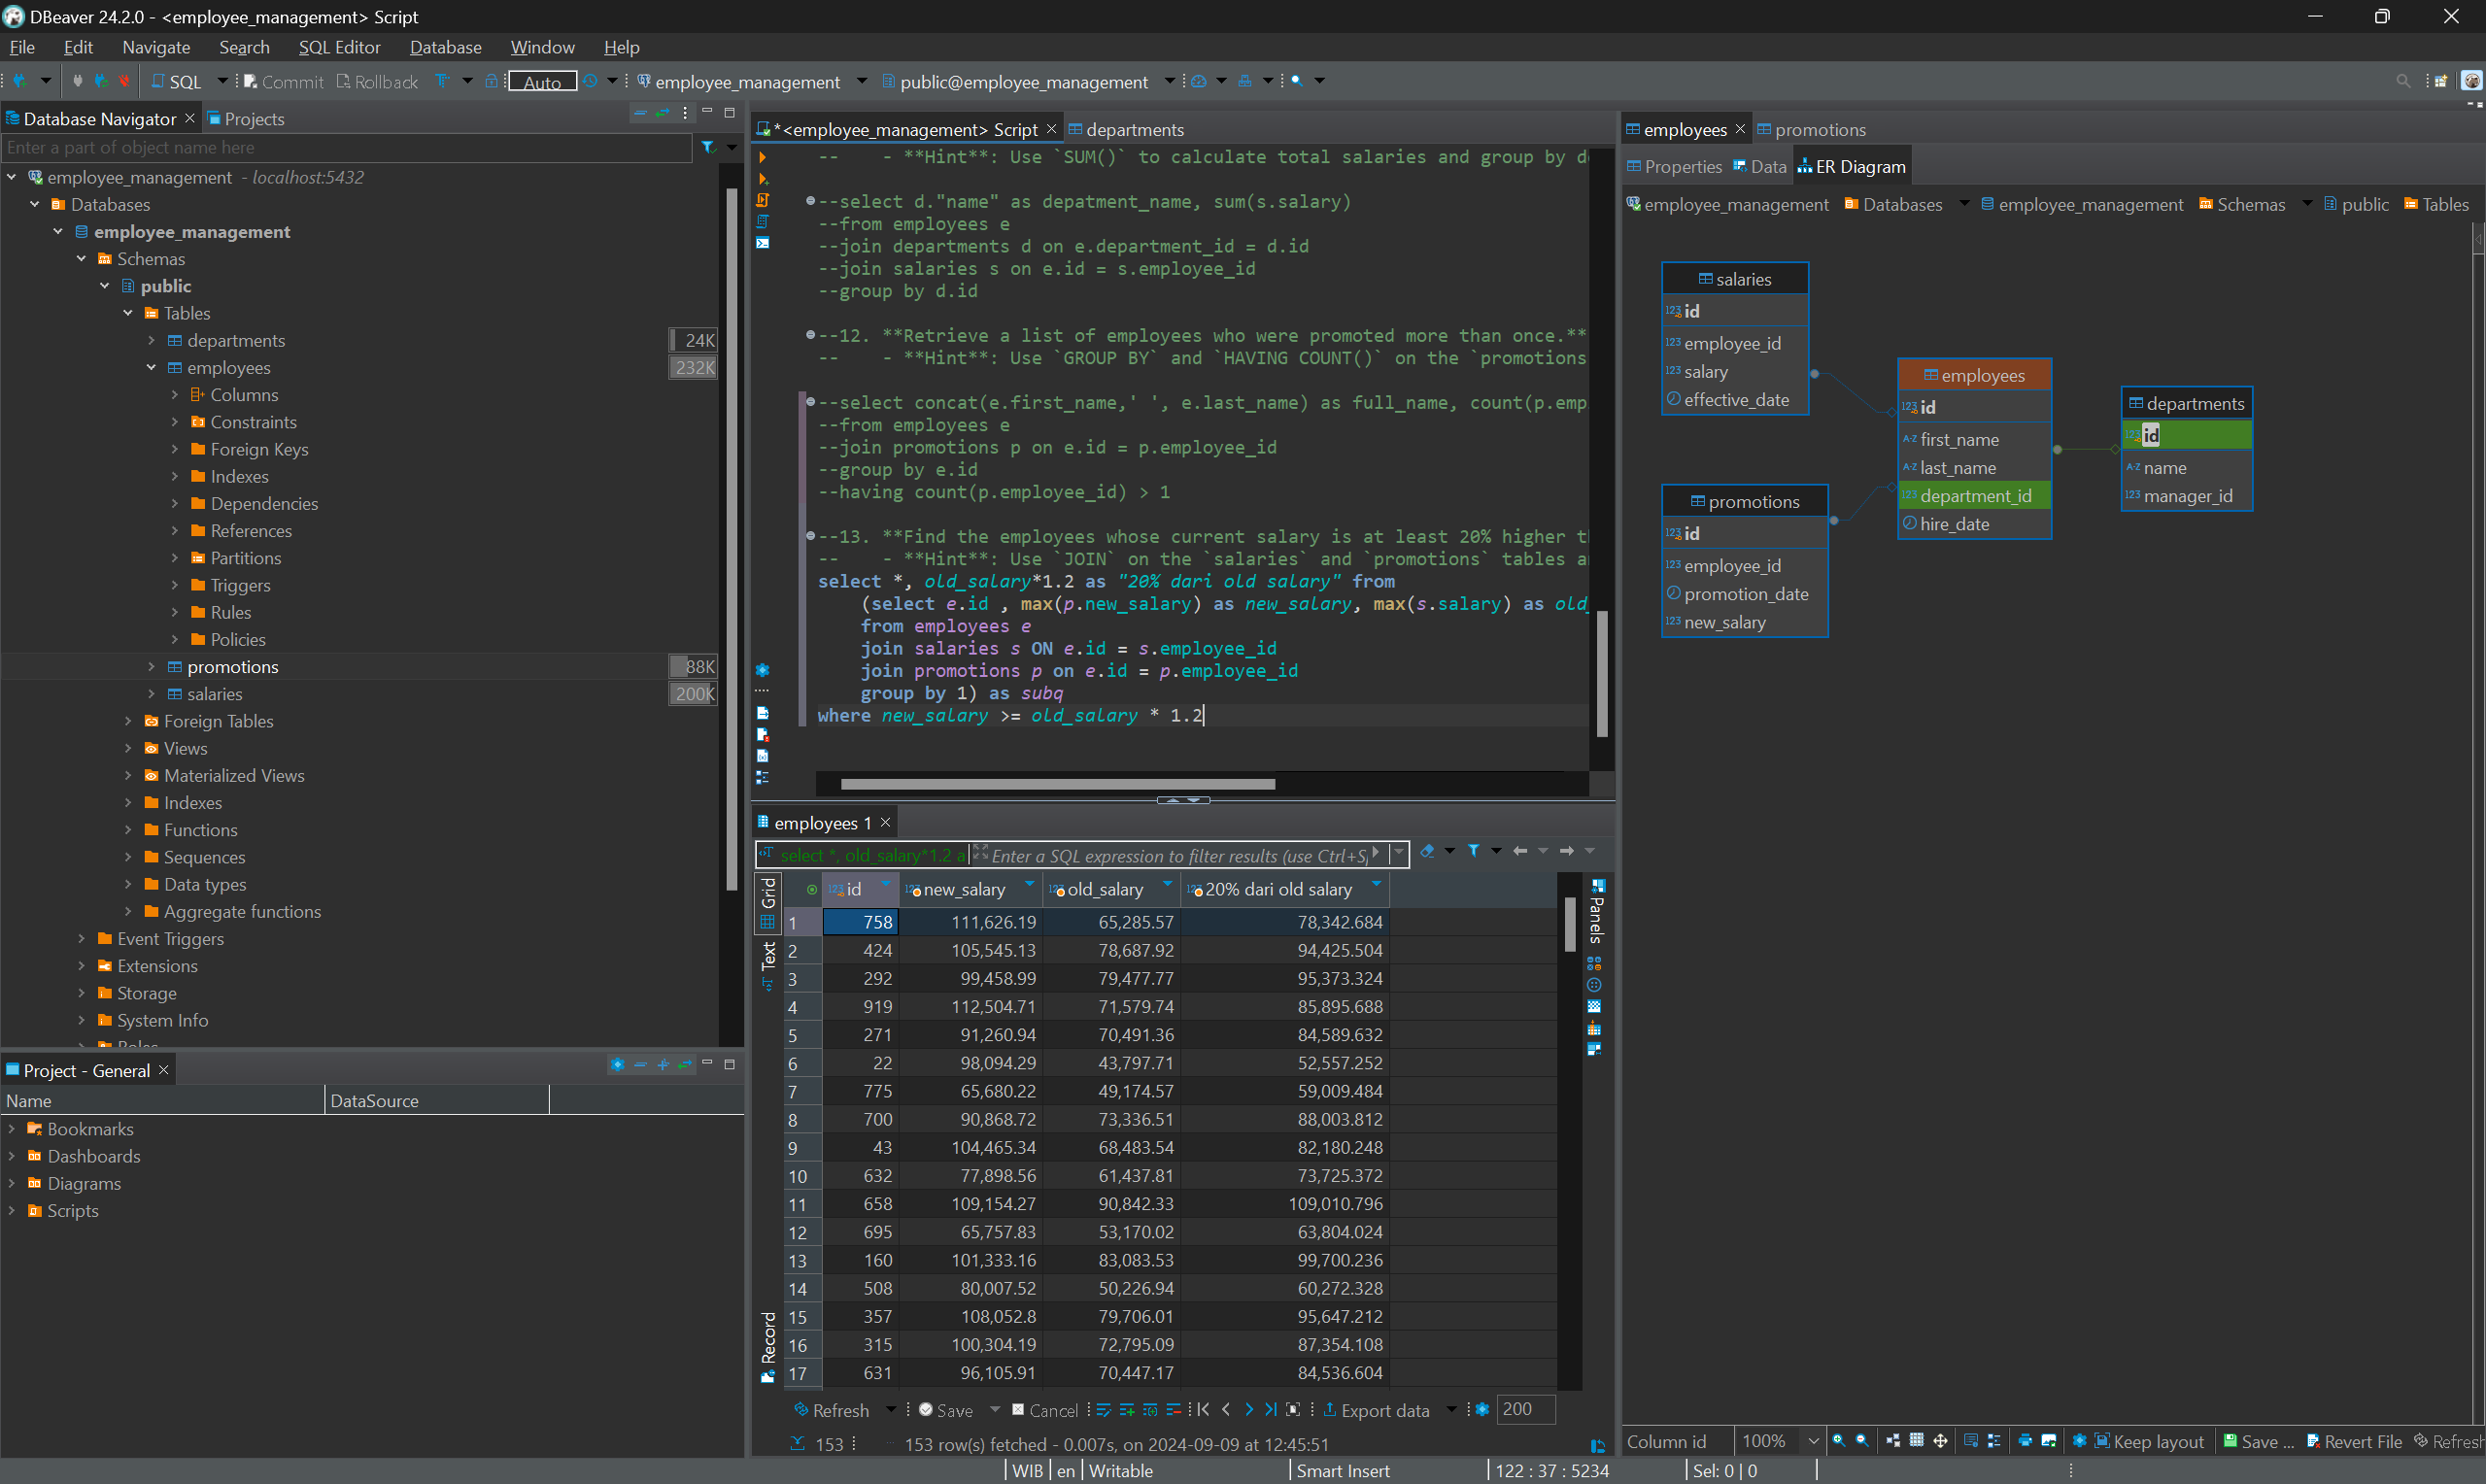 DBeaver 24.2.0 - <employee_management> Script
File Edit Navigate Search SQL Editor Database Window Help
SQL Commit Rollback Auto employee_management public@employee_management
Database Navigator Projects
Enter a part of object name here
employee_management - localhost:5432
Databases
employee_management
Schemas
public
Tables
departments 24K
employees 232K
Columns
Constraints
Foreign Keys
Indexes
Dependencies
References
Partitions
Triggers
Rules
Policies
promotions 88K
salaries 200K
Foreign Tables
Views
Materialized Views
Indexes
Functions
Sequences
Data types
Aggregate functions
Event Triggers
Extensions
Storage
System Info
Roles
Project - General
Name DataSource
Bookmarks
Dashboards
Diagrams
Scripts
*<employee_management> Script departments
-- - **Hint**: Use `SUM()` to calculate total salaries and group by d
--select d."name" as depatment_name, sum(s.salary)
--from employees e
--join departments d on e.department_id = d.id
--join salaries s on e.id = s.employee_id
--group by d.id
--12. **Retrieve a list of employees who were promoted more than once.**
-- - **Hint**: Use `GROUP BY` and `HAVING COUNT()` on the `promotions
--select concat(e.first_name,' ', e.last_name) as full_name, count(p.emp
--from employees e
--join promotions p on e.id = p.employee_id
--group by e.id
--having count(p.employee_id) > 1
--13. **Find the employees whose current salary is at least 20% higher t
-- - **Hint**: Use `JOIN` on the `salaries` and `promotions` tables a
select *, old_salary*1.2 as "20% dari old salary" from
(select e.id , max(p.new_salary) as new_salary, max(s.salary) as old_
from employees e
join salaries s ON e.id = s.employee_id
join promotions p on e.id = p.employee_id
group by 1) as subq
where new_salary >= old_salary * 1.2
employees 1
select *, old_salary*1.2 a Enter a SQL expression to filter results (use Ctrl+S
Grid
Text
Record
Panels
id new_salary old_salary 20% dari old salary
1 758 111,626.19 65,285.57 78,342.684
2 424 105,545.13 78,687.92 94,425.504
3 292 99,458.99 79,477.77 95,373.324
4 919 112,504.71 71,579.74 85,895.688
5 271 91,260.94 70,491.36 84,589.632
6 22 98,094.29 43,797.71 52,557.252
7 775 65,680.22 49,174.57 59,009.484
8 700 90,868.72 73,336.51 88,003.812
9 43 104,465.34 68,483.54 82,180.248
10 632 77,898.56 61,437.81 73,725.372
11 658 109,154.27 90,842.33 109,010.796
12 695 65,757.83 53,170.02 63,804.024
13 160 101,333.16 83,083.53 99,700.236
14 508 80,007.52 50,226.94 60,272.328
15 357 108,052.8 79,706.01 95,647.212
16 315 100,304.19 72,795.09 87,354.108
17 631 96,105.91 70,447.17 84,536.604
Refresh Save Cancel Export data 200
153 153 row(s) fetched - 0.007s, on 2024-09-09 at 12:45:51
employees promotions
Properties Data ER Diagram
employee_management Databases employee_management Schemas public Tables
salaries
123 id
123 employee_id
123 salary
effective_date
promotions
123 id
123 employee_id
promotion_date
123 new_salary
employees
123 id
A-Z first_name
A-Z last_name
123 department_id
hire_date
departments
123 id
A-Z name
123 manager_id
Column id 100% Keep layout Save ... Revert File Refresh
WIB en Writable Smart Insert 122 : 37 : 5234 Sel: 0 | 0